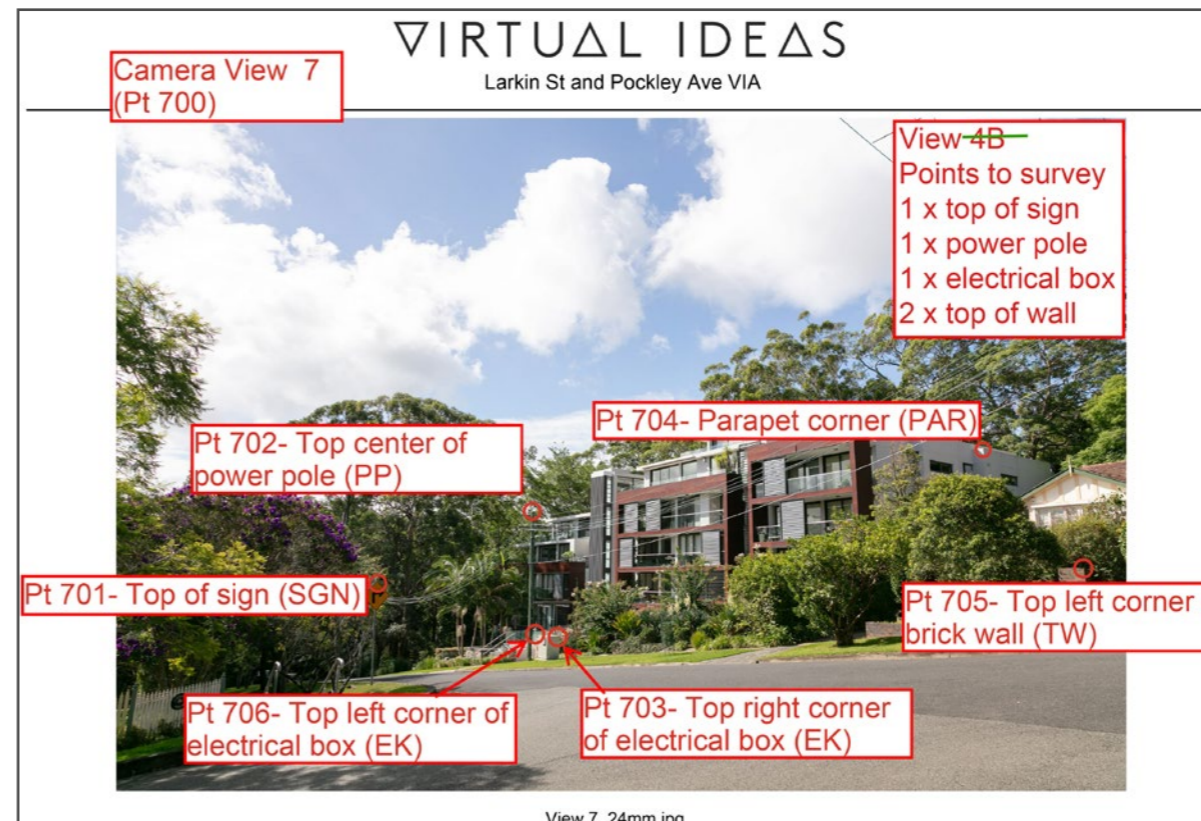 VIRTUAL IDEAS
Larkin St and Pockley Ave VIA
Camera View 7
(Pt 700)
View 4B
Points to survey
1 x top of sign
1 x power pole
1 x electrical box
2 x top of wall
Pt 704- Parapet corner (PAR)
Pt 702- Top center of
power pole (PP)
Pt 701- Top of sign (SGN)
Pt 705- Top left corner
brick wall (TW)
Pt 706- Top left corner of
electrical box (EK)
Pt 703- Top right corner
of electrical box (EK)
View 7_24mm.jpg